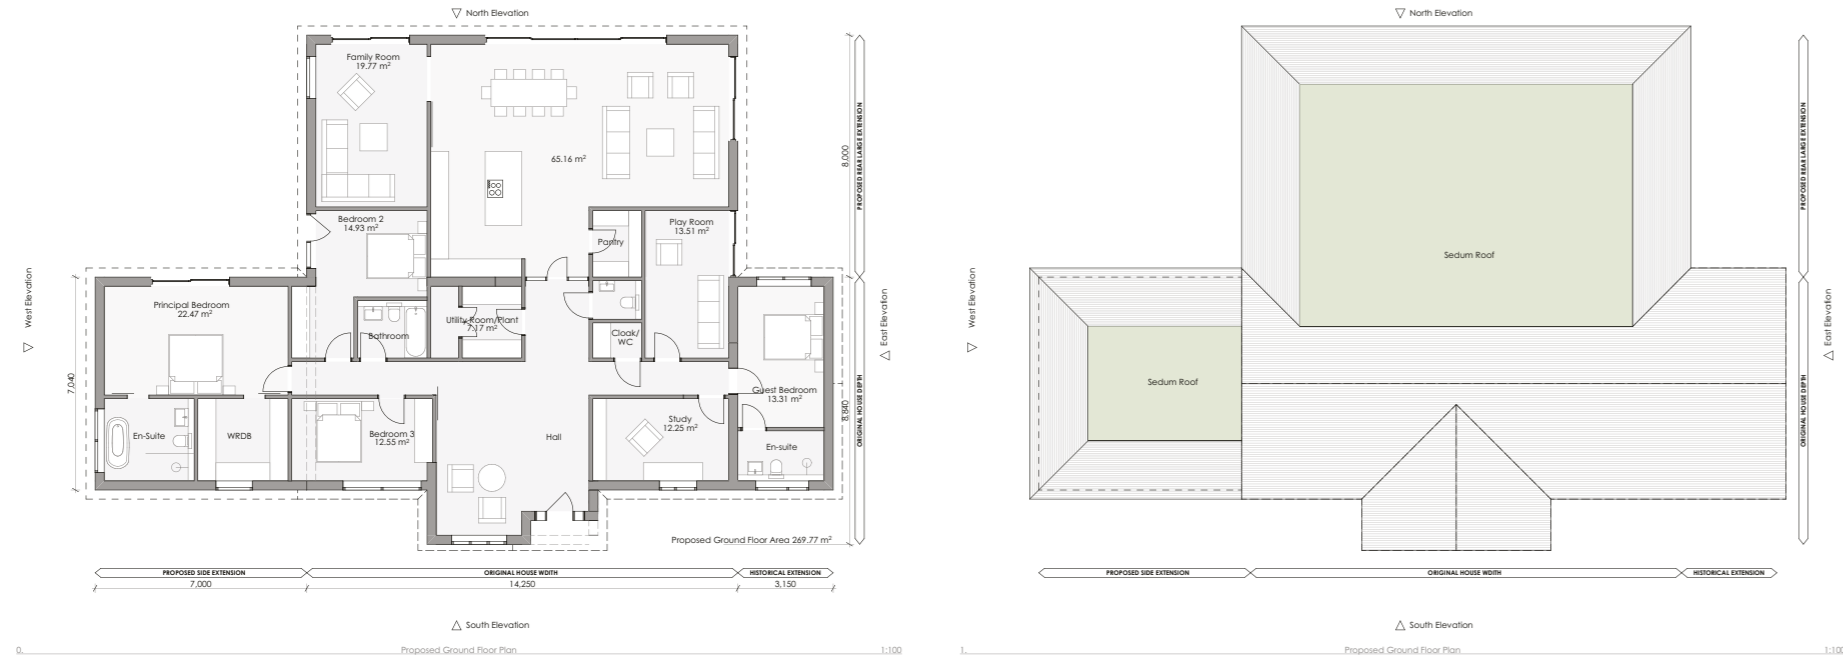 North Elevation
Family Room
19.77 m²
65.16 m²
8,000
PROPOSED REAR LARGE EXTENSION
Bedroom 2
14.93 m²
Pantry
Play Room
13.51 m²
West Elevation
Principal Bedroom
22.47 m²
Bathroom
Utility Room/Plant
7.17 m²
Cloak/
WC
East Elevation
7,040
Guest Bedroom
13.31 m²
8,840
ORIGINAL HOUSE DEPTH
En-Suite
WRDB
Bedroom 3
12.55 m²
Hall
Study
12.25 m²
En-suite
Proposed Ground Floor Area 269.77 m²
PROPOSED SIDE EXTENSION
ORIGINAL HOUSE WDITH
HISTORICAL EXTENSION
7,000
14,250
3,150
South Elevation
0.
Proposed Ground Floor Plan
1:100
North Elevation
PROPOSED REAR LARGE EXTENSION
Sedum Roof
West Elevation
East Elevation
Sedum Roof
ORIGINAL HOUSE DEPTH
PROPOSED SIDE EXTENSION
ORIGINAL HOUSE WDITH
HISTORICAL EXTENSION
South Elevation
1.
Proposed Ground Floor Plan